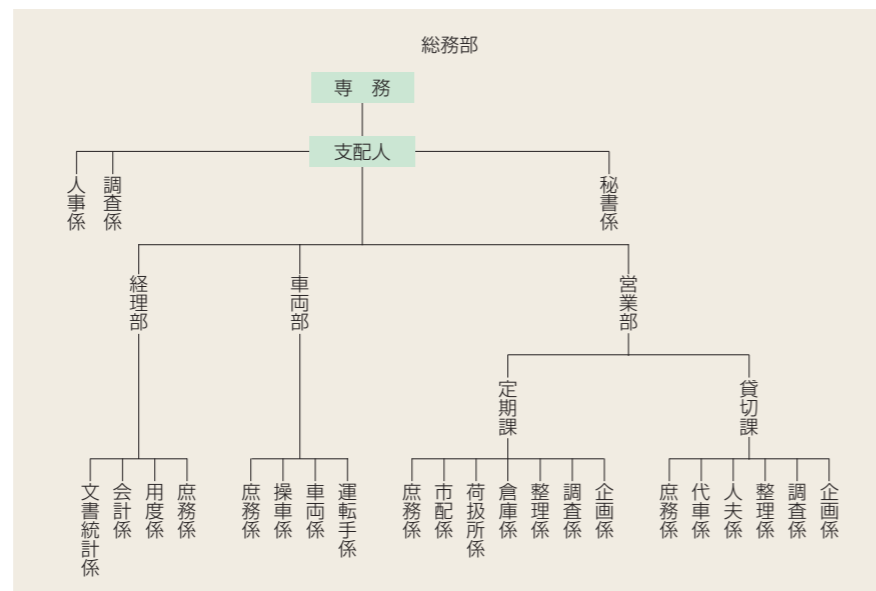 総務部
専 務
支配人
人事係
調査係
秘書係
経理部
車両部
営業部
定期課
貸切課
文書統計係
会計係
用度係
庶務係
庶務係
操車係
車両係
運転手係
庶務係
市配係
荷扱所係
倉庫係
整理係
調査係
企画係
庶務係
代車係
人夫係
整理係
調査係
企画係